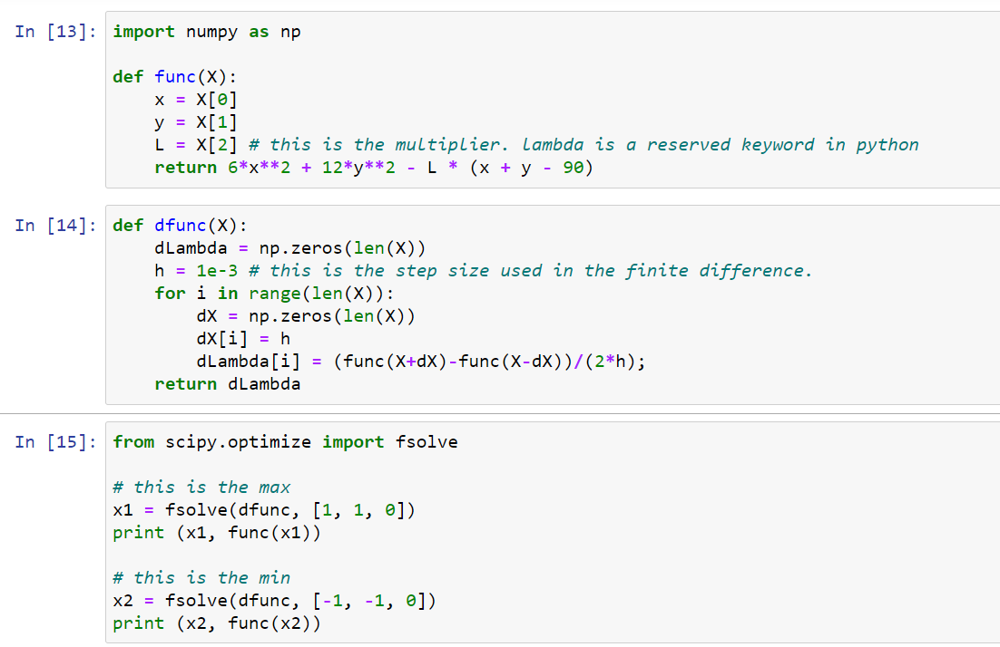 In [13]: import numpy as np
def func(X):
    x = X[0]
    y = X[1]
    L = X[2] # this is the multiplier. lambda is a reserved keyword in python
    return 6*x**2 + 12*y**2 - L * (x + y - 90)
In [14]: def dfunc(X):
    dLambda = np.zeros(len(X))
    h = 1e-3 # this is the step size used in the finite difference.
    for i in range(len(X)):
        dX = np.zeros(len(X))
        dX[i] = h
        dLambda[i] = (func(X+dX)-func(X-dX))/(2*h);
    return dLambda
In [15]: from scipy.optimize import fsolve
# this is the max
x1 = fsolve(dfunc, [1, 1, 0])
print (x1, func(x1))
# this is the min
x2 = fsolve(dfunc, [-1, -1, 0])
print (x2, func(x2))